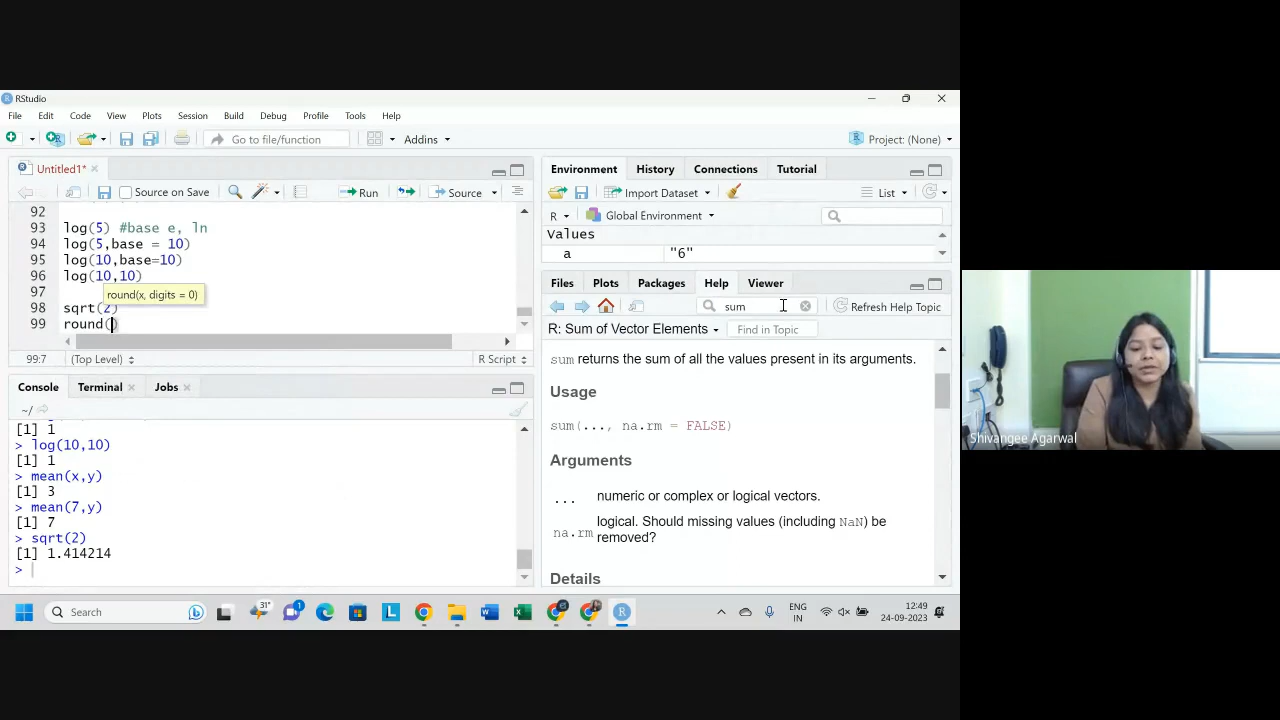 RStudio
File Edit Code View Plots Session Build Debug Profile Tools Help
Go to file/function Addins Project: (None)
Untitled1*
Source on Save Run Source
92
93 log(5) #base e, ln
94 log(5,base = 10)
95 log(10,base=10)
96 log(10,10)
97
round(x, digits = 0)
98 sqrt(2)
99 round()
99:7 (Top Level) R Script
Console Terminal Jobs
~/
[1] 1
> log(10,10)
[1] 1
> mean(x,y)
[1] 3
> mean(7,y)
[1] 7
> sqrt(2)
[1] 1.414214
>
Environment History Connections Tutorial
Import Dataset List
R Global Environment
Values
a "6"
Files Plots Packages Help Viewer
sum Refresh Help Topic
R: Sum of Vector Elements Find in Topic
sum returns the sum of all the values present in its arguments.
Usage
sum(..., na.rm = FALSE)
Arguments
... numeric or complex or logical vectors.
na.rm logical. Should missing values (including NaN) be
removed?
Details
Shivangee Agarwal
Search 31° 1 ENG
IN
12:49
24-09-2023